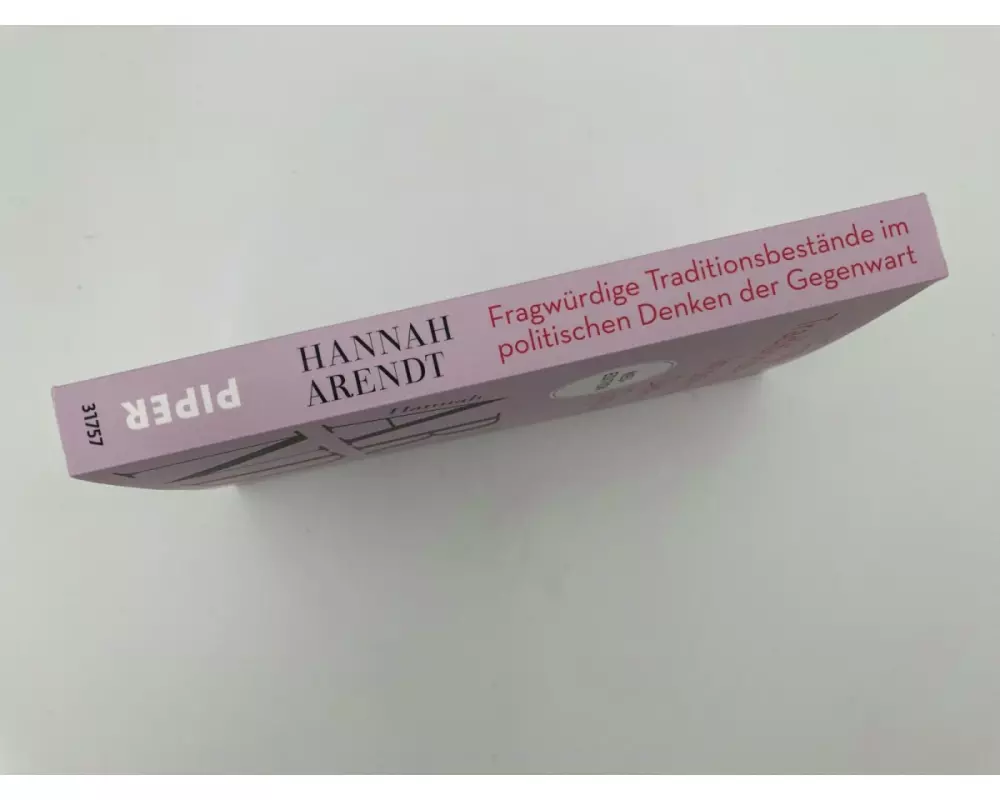 31757
PIPER
HANNAH
ARENDT
Fragwürdige Traditionsbestände im
politischen Denken der Gegenwart
Hannah